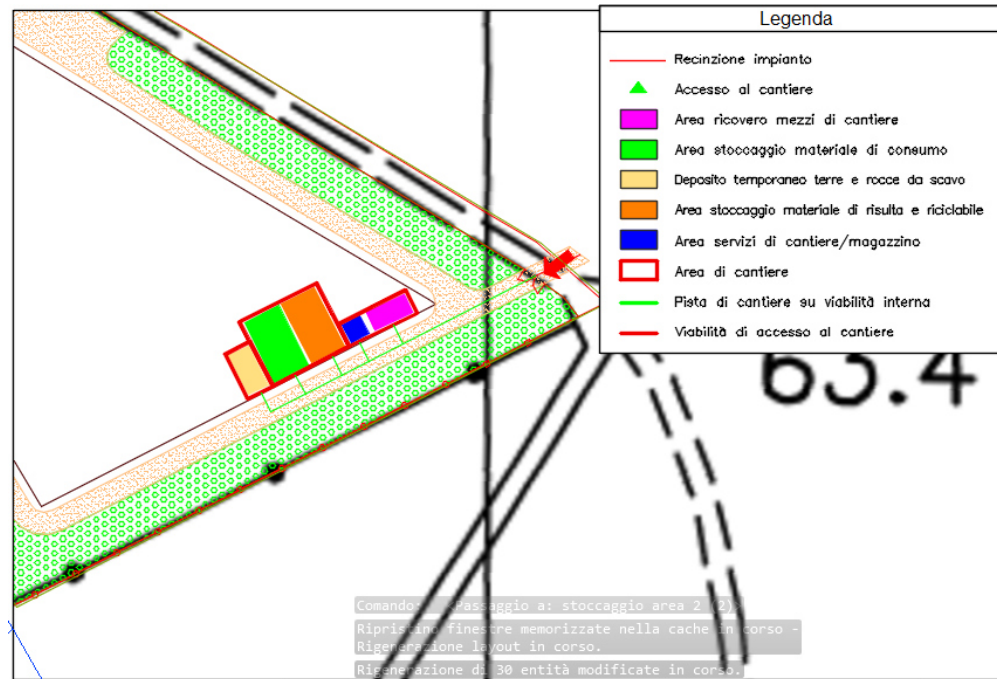 Legenda
Recinzione impianto
Accesso al cantiere
Area ricovero mezzi di cantiere
Area stoccaggio materiale di consumo
Deposito temporaneo terre e rocce da scavo
Area stoccaggio materiale di risulta e riciclabile
Area servizi di cantiere/magazzino
Area di cantiere
Pista di cantiere su viabilità interna
Viabilità di accesso al cantiere
63.4
Comando: <Passaggio a: stoccaggio area 2 (2)>
Ripristino finestre memorizzate nella cache in corso -
Rigenerazione layout in corso.
Rigenerazione di 30 entità modificate in corso.